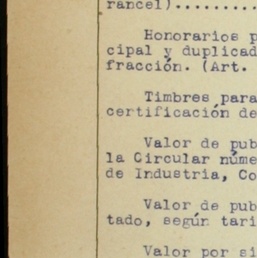 rancel).........
Honorarios p
cipal y duplicad
fracción. (Art.
Timbres para
certificación de
Valor de pub
la Circular núme
de Industria, Co
Valor de pub
tado, según tari
Valor por si